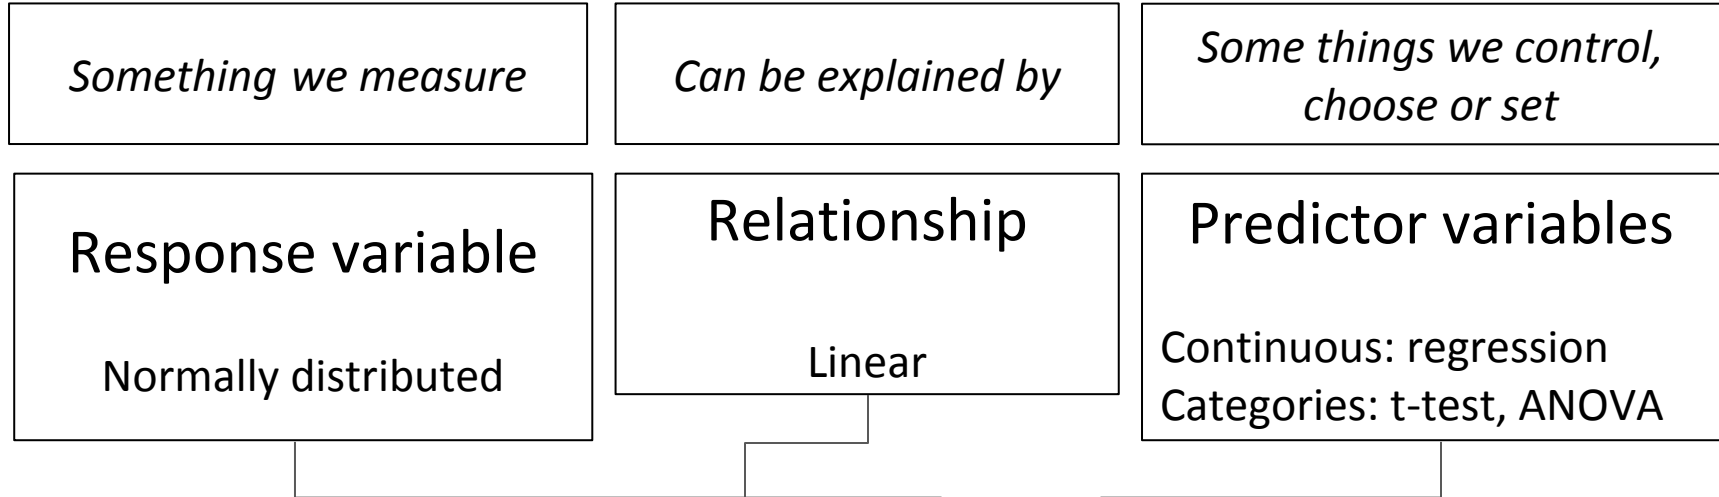 Something we measure
Can be explained by
Some things we control,
choose or set
Response variable
Normally distributed
Relationship
Linear
Predictor variables
Continuous: regression
Categories: t-test, ANOVA